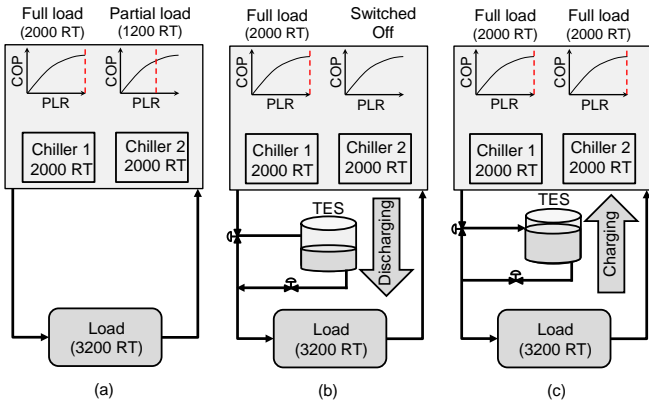 Full load
(2000 RT)
Partial load
(1200 RT)
COP
PLR
COP
PLR
Chiller 1
2000 RT
Chiller 2
2000 RT
Load
(3200 RT)
(a)
Full load
(2000 RT)
Switched
Off
COP
PLR
COP
PLR
Chiller 1
2000 RT
Chiller 2
2000 RT
TES
Discharging
Load
(3200 RT)
(b)
Full load
(2000 RT)
Full load
(2000 RT)
COP
PLR
COP
PLR
Chiller 1
2000 RT
Chiller 2
2000 RT
TES
Charging
Load
(3200 RT)
(c)